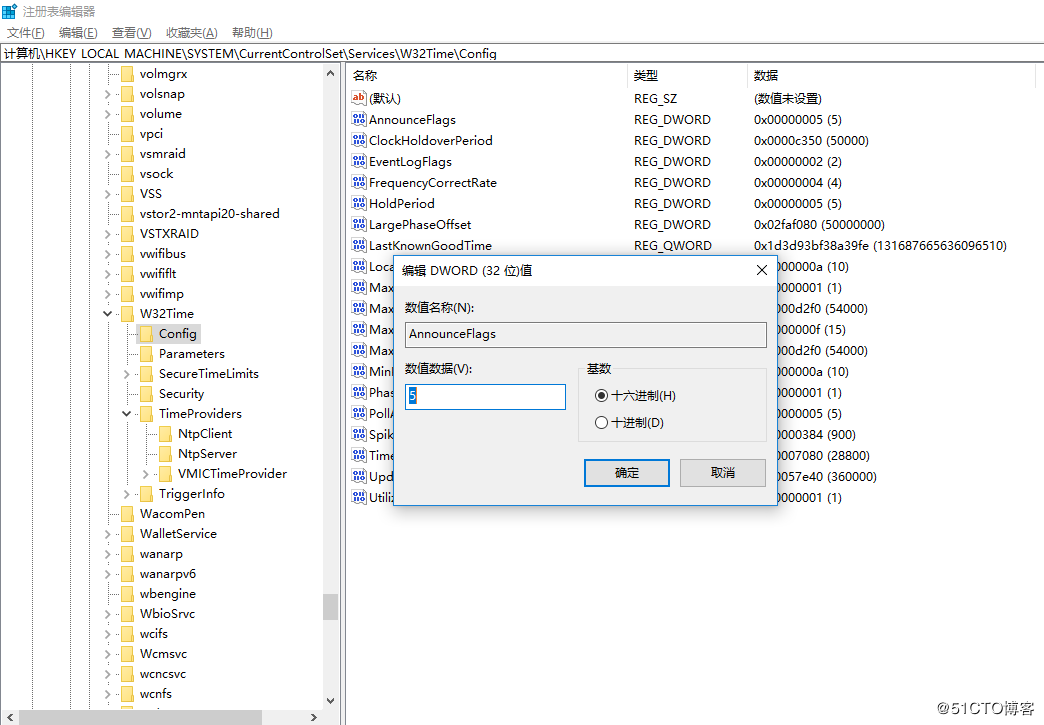 注册表编辑器
文件(F) 编辑(E) 查看(V) 收藏夹(A) 帮助(H)
计算机\HKEY_LOCAL_MACHINE\SYSTEM\CurrentControlSet\Services\W32Time\Config
volmgrx
volsnap
volume
vpci
vsmraid
vsock
VSS
vstor2-mntapi20-shared
VSTXRAID
vwifibus
vwififlt
vwifimp
W32Time
Config
Parameters
SecureTimeLimits
Security
TimeProviders
NtpClient
NtpServer
VMICTimeProvider
TriggerInfo
WacomPen
WalletService
wanarp
wanarpv6
wbengine
WbioSrvc
wcifs
Wcmsvc
wcncsvc
wcnfs
名称 类型 数据
(默认) REG_SZ (数值未设置)
AnnounceFlags REG_DWORD 0x00000005 (5)
ClockHoldoverPeriod REG_DWORD 0x0000c350 (50000)
EventLogFlags REG_DWORD 0x00000002 (2)
FrequencyCorrectRate REG_DWORD 0x00000004 (4)
HoldPeriod REG_DWORD 0x00000005 (5)
LargePhaseOffset REG_DWORD 0x02faf080 (50000000)
LastKnownGoodTime REG_QWORD 0x1d3d93bf38a39fe (131687665636096510)
Loca 000000a (10)
Max 0000001 (1)
Max 000d2f0 (54000)
Max 000000f (15)
Max 000d2f0 (54000)
Min 000000a (10)
Phas 0000001 (1)
PollA 0000005 (5)
Spik 0000384 (900)
Time 0007080 (28800)
Upd 0057e40 (360000)
Utiliz 0000001 (1)
编辑 DWORD (32 位)值
数值名称(N):
AnnounceFlags
数值数据(V):
5
基数
十六进制(H)
十进制(D)
确定 取消
@51CTO博客